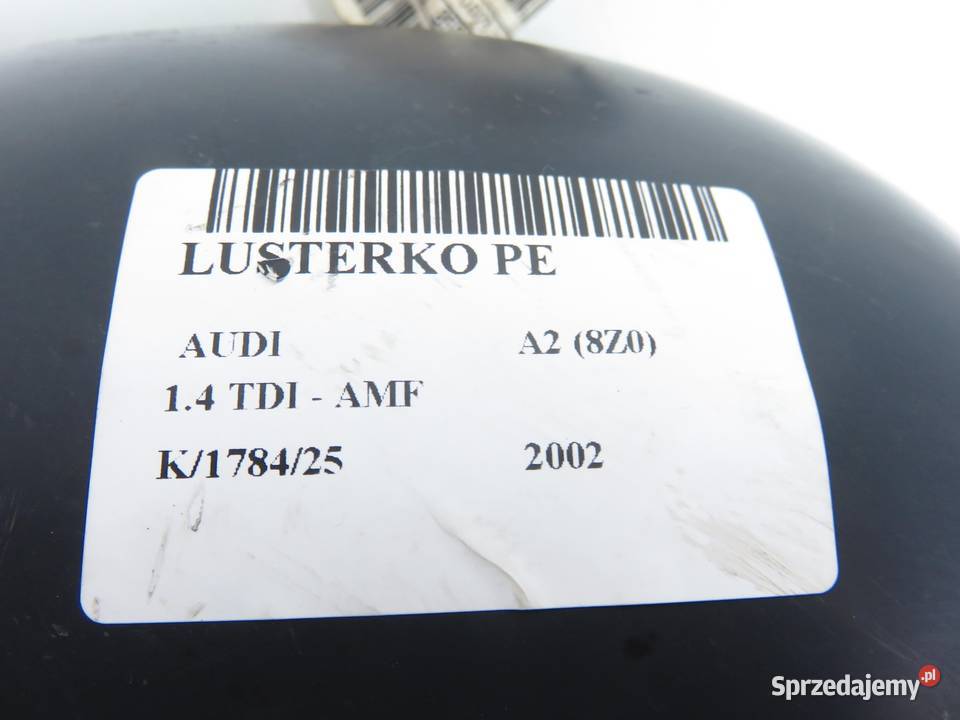 LUSTERKO PE
AUDI A2 (8Z0)
1.4 TDI - AMF
K/1784/25 2002
Sprzedajemy.pl